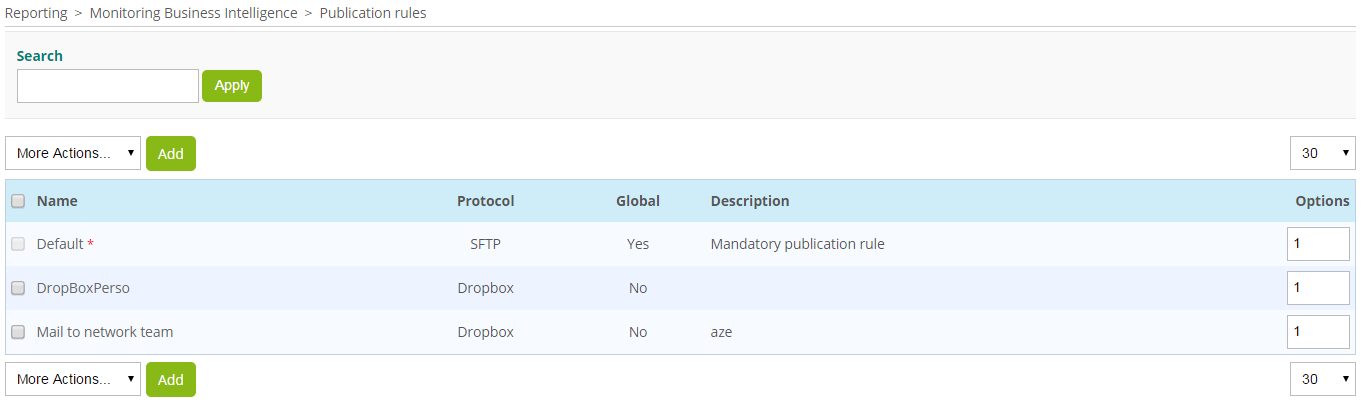 Reporting > Monitoring Business Intelligence > Publication rules
Search
Apply
More Actions... Add 30
Name Protocol Global Description Options
Default * SFTP Yes Mandatory publication rule 1
DropBoxPerso Dropbox No 1
Mail to network team Dropbox No aze 1
More Actions... Add 30